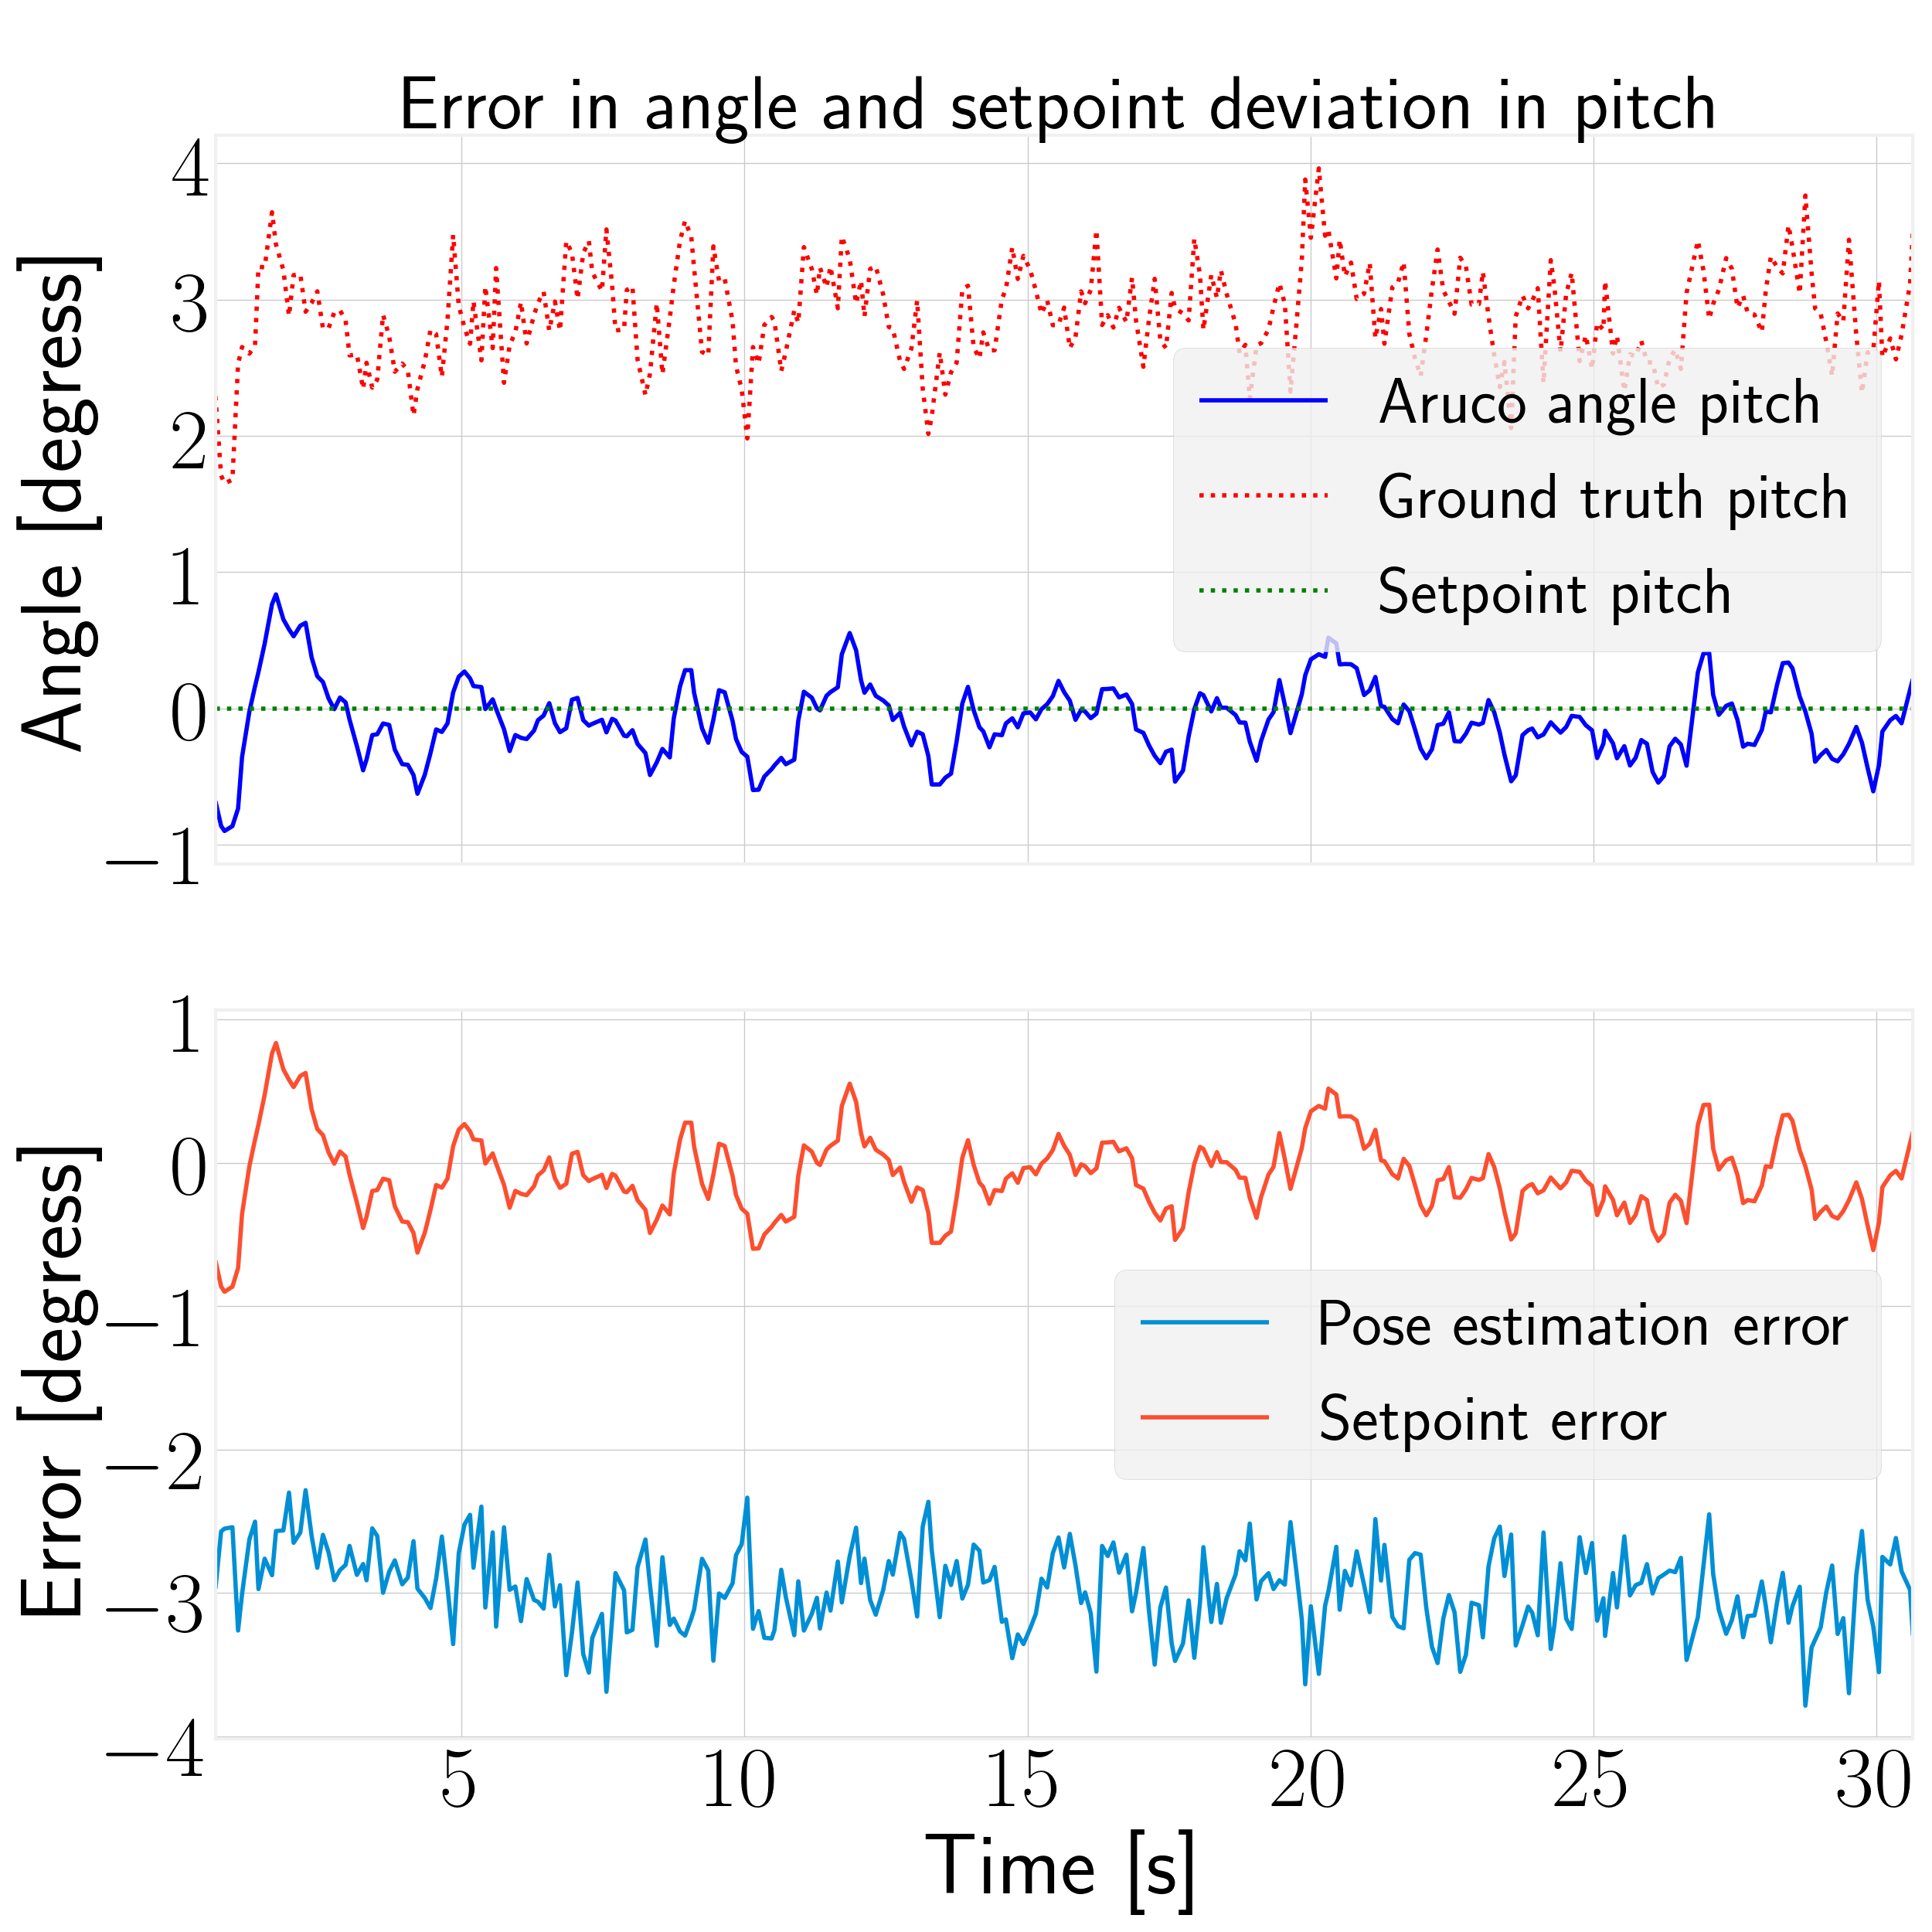 Error in angle and setpoint deviation in pitch
Angle [degress]
4
3
2
1
0
−1
Aruco angle pitch
Ground truth pitch
Setpoint pitch
Error [degress]
1
0
−1
−2
−3
−4
Pose estimation error
Setpoint error
5 10 15 20 25 30
Time [s]